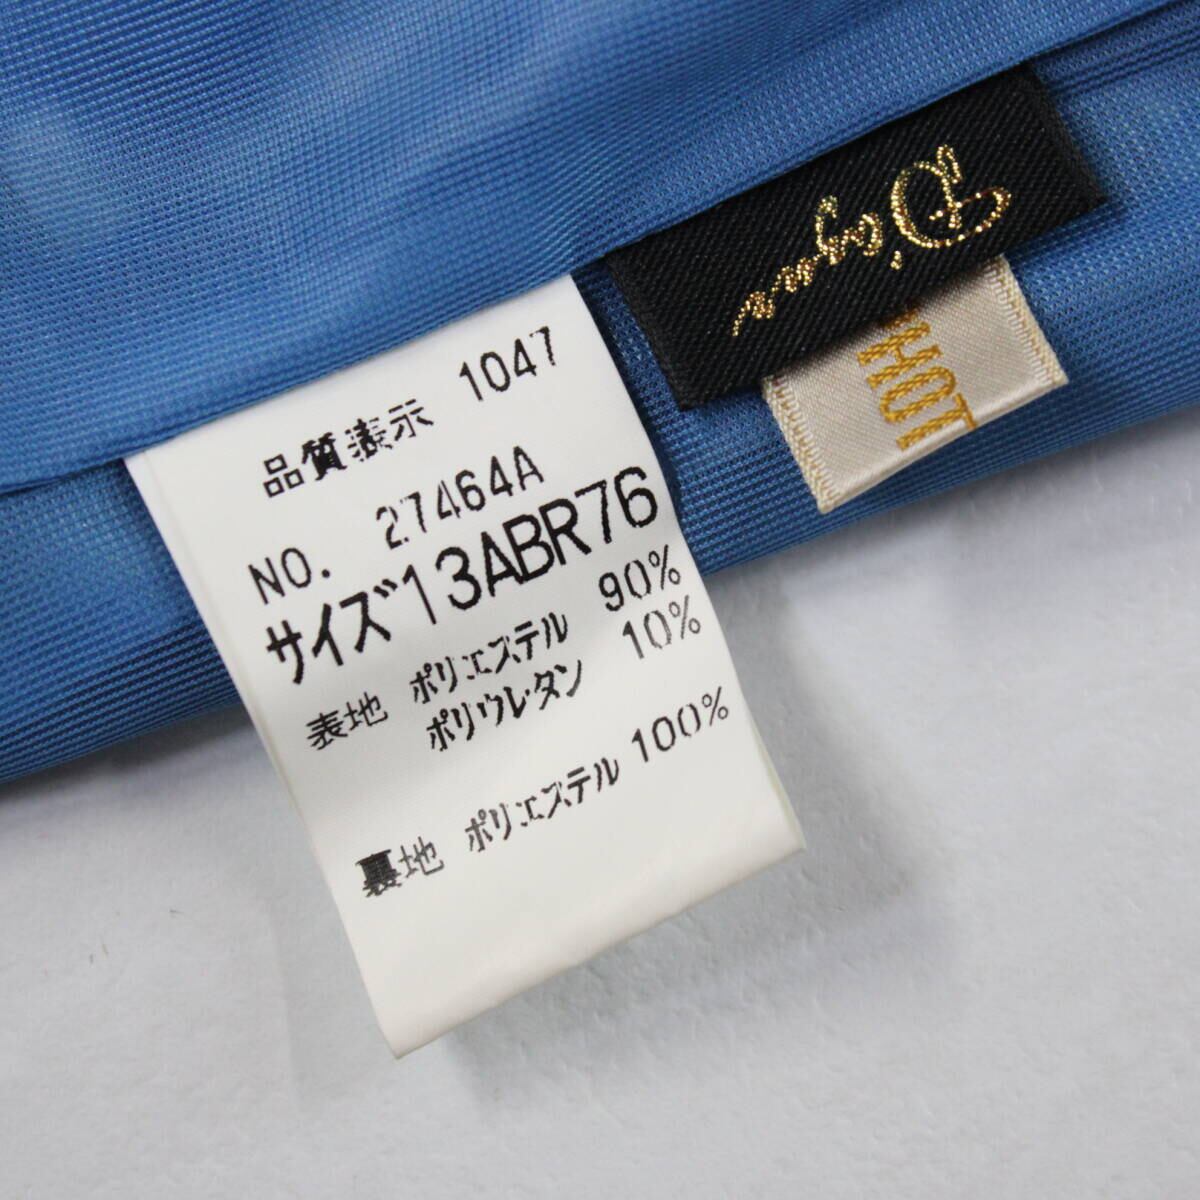 品質表示 1047
NO. 27464A
サイズ13ABR76
表地 ポリエステル 90%
ポリウレタン 10%
裏地 ポリエステル 100%
HOT